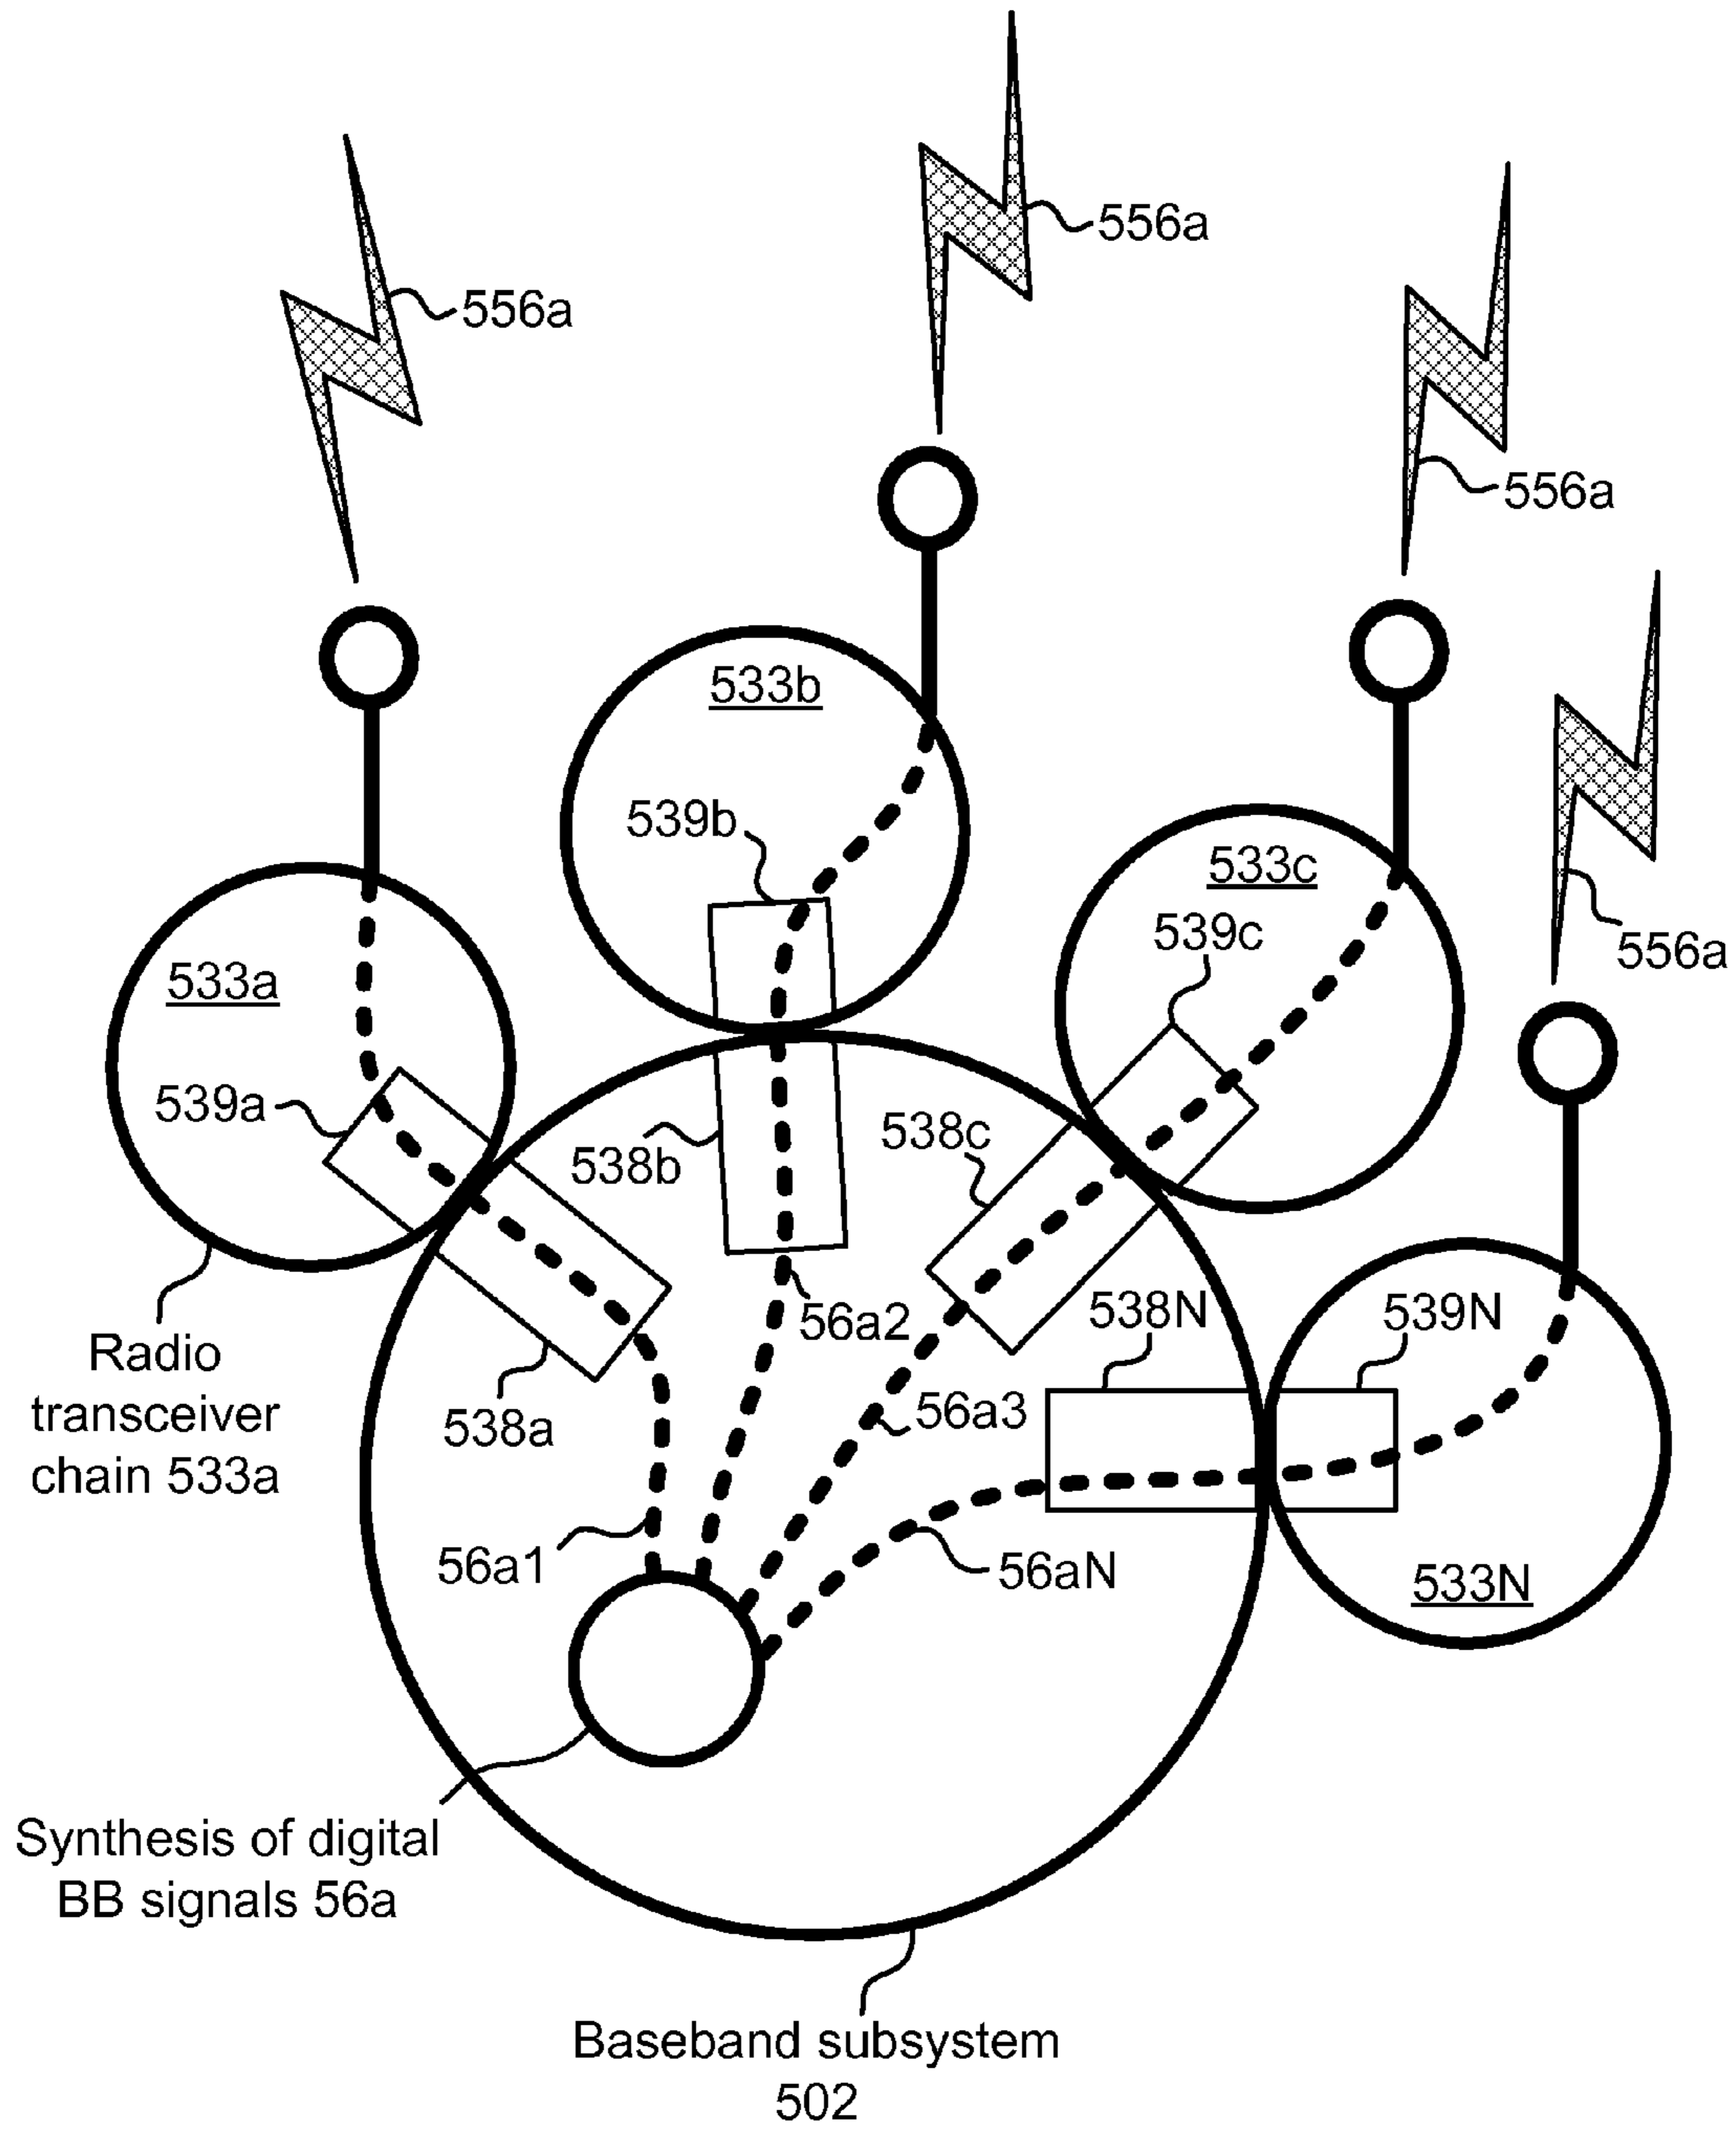 556a
556a
556a
556a
533b
539b
533c
539c
533a
539a
538b
538c
56a2
538N
539N
Radio
transceiver
chain 533a
538a
56a3
56a1
56aN
533N
Synthesis of digital
BB signals 56a
Baseband subsystem
502